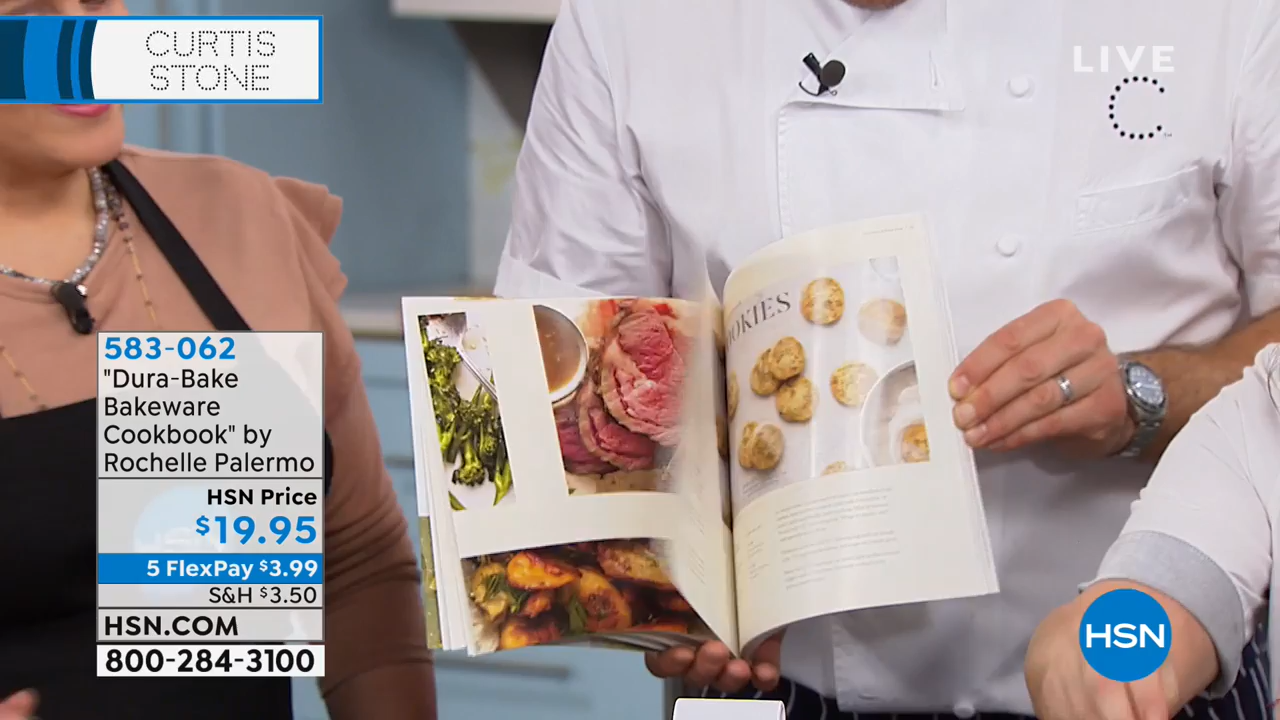 CURTIS
STONE
LIVE
C
583-062
"Dura-Bake
Bakeware
Cookbook" by
Rochelle Palermo
HSN Price
$19.95
5 FlexPay $3.99
S&H $3.50
HSN.COM
800-284-3100
OKIES
HSN